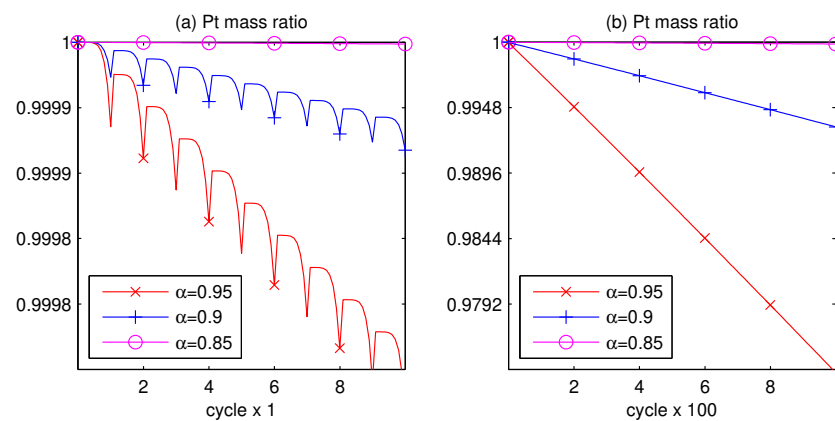 (a) Pt mass ratio
1
0.9999
0.9999
0.9998
0.9998
α=0.95
α=0.9
α=0.85
2 4 6 8
cycle x 1
(b) Pt mass ratio
1
0.9948
0.9896
0.9844
0.9792
α=0.95
α=0.9
α=0.85
2 4 6 8
cycle x 100